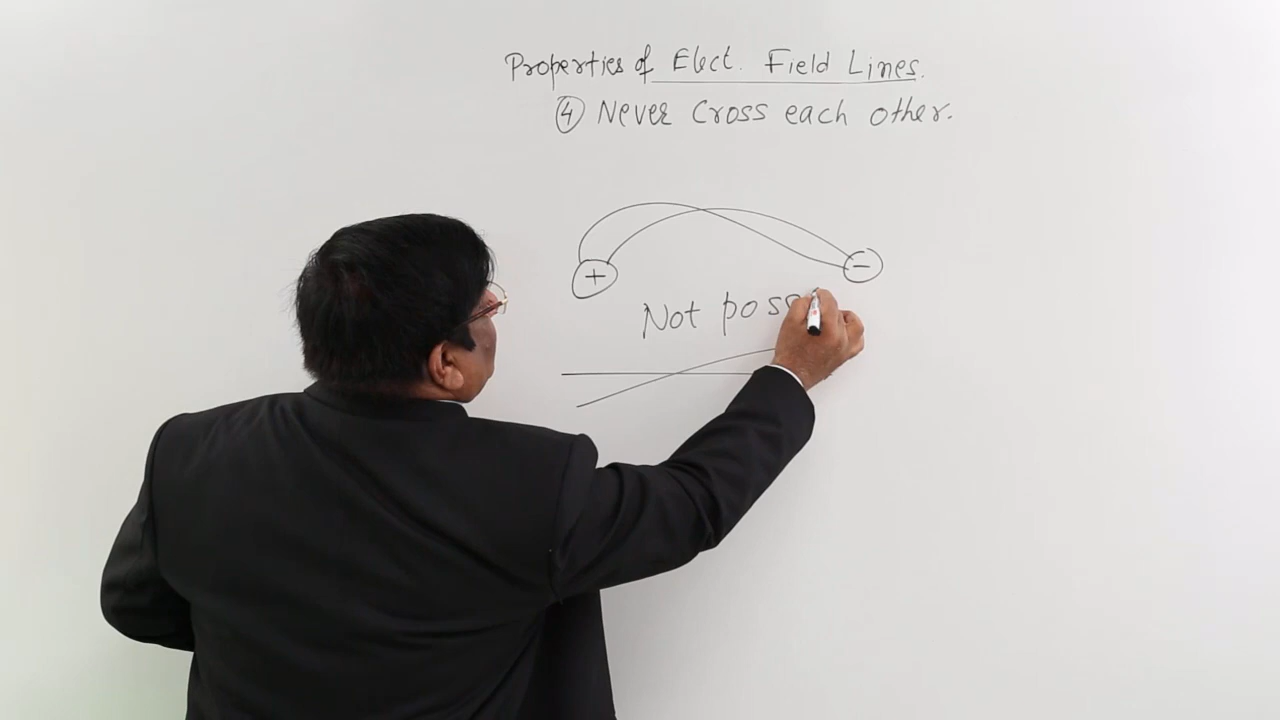 Properties of Elect. Field Lines.
④ Never cross each other.
+ −
Not poss